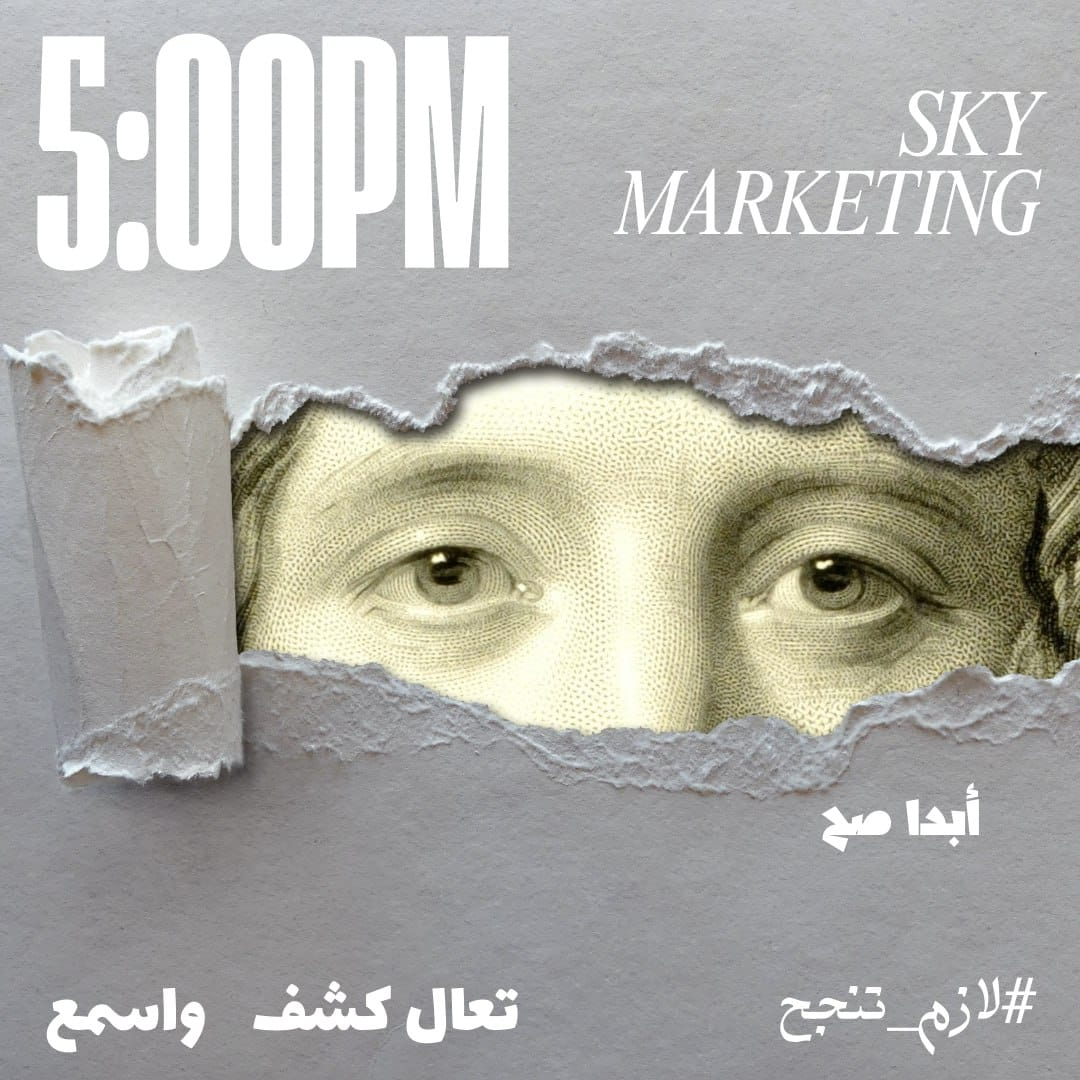 5:00PM
SKY
MARKETING
أبدا صح
#لازم_تنجح
تعال كشف واسمع